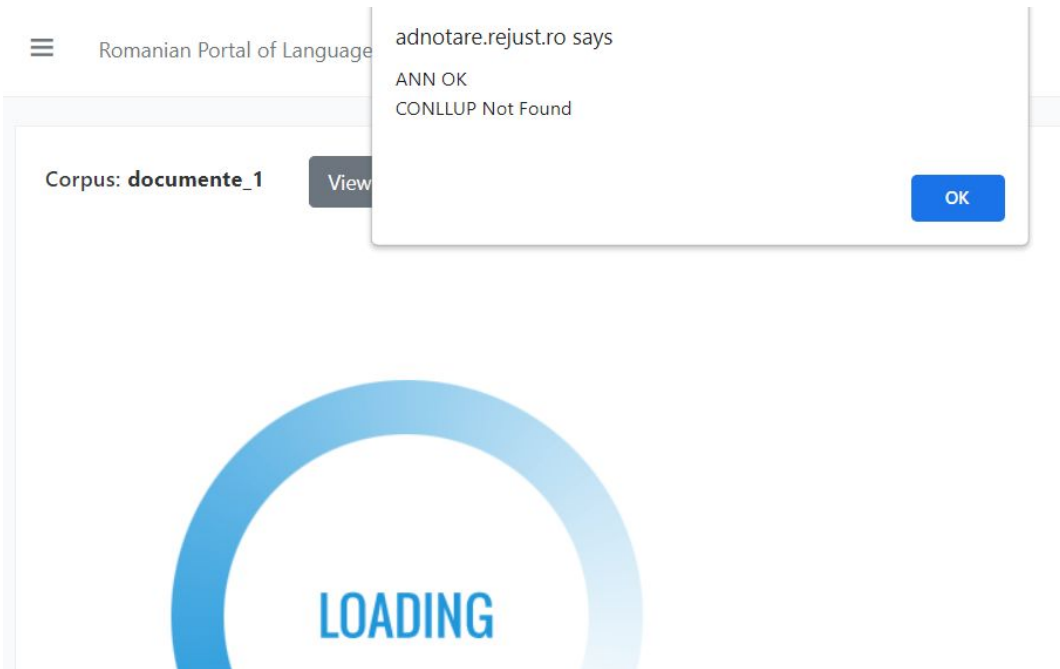 Romanian Portal of Language
adnotare.rejust.ro says
ANN OK
CONLLUP Not Found
OK
Corpus: documente_1
View
LOADING